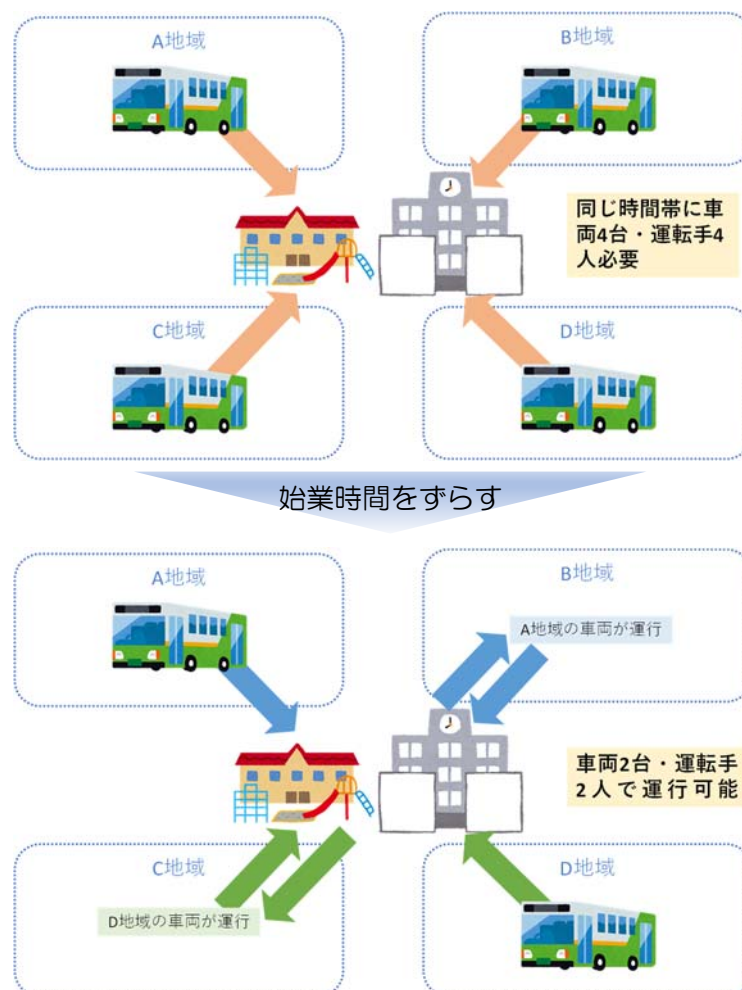 A地域
B地域
同じ時間帯に車
両4台・運転手4
人必要
C地域
D地域
始業時間をずらす
A地域
B地域
A地域の車両が運行
車両2台・運転手
2人で運行可能
C地域
D地域
D地域の車両が運行